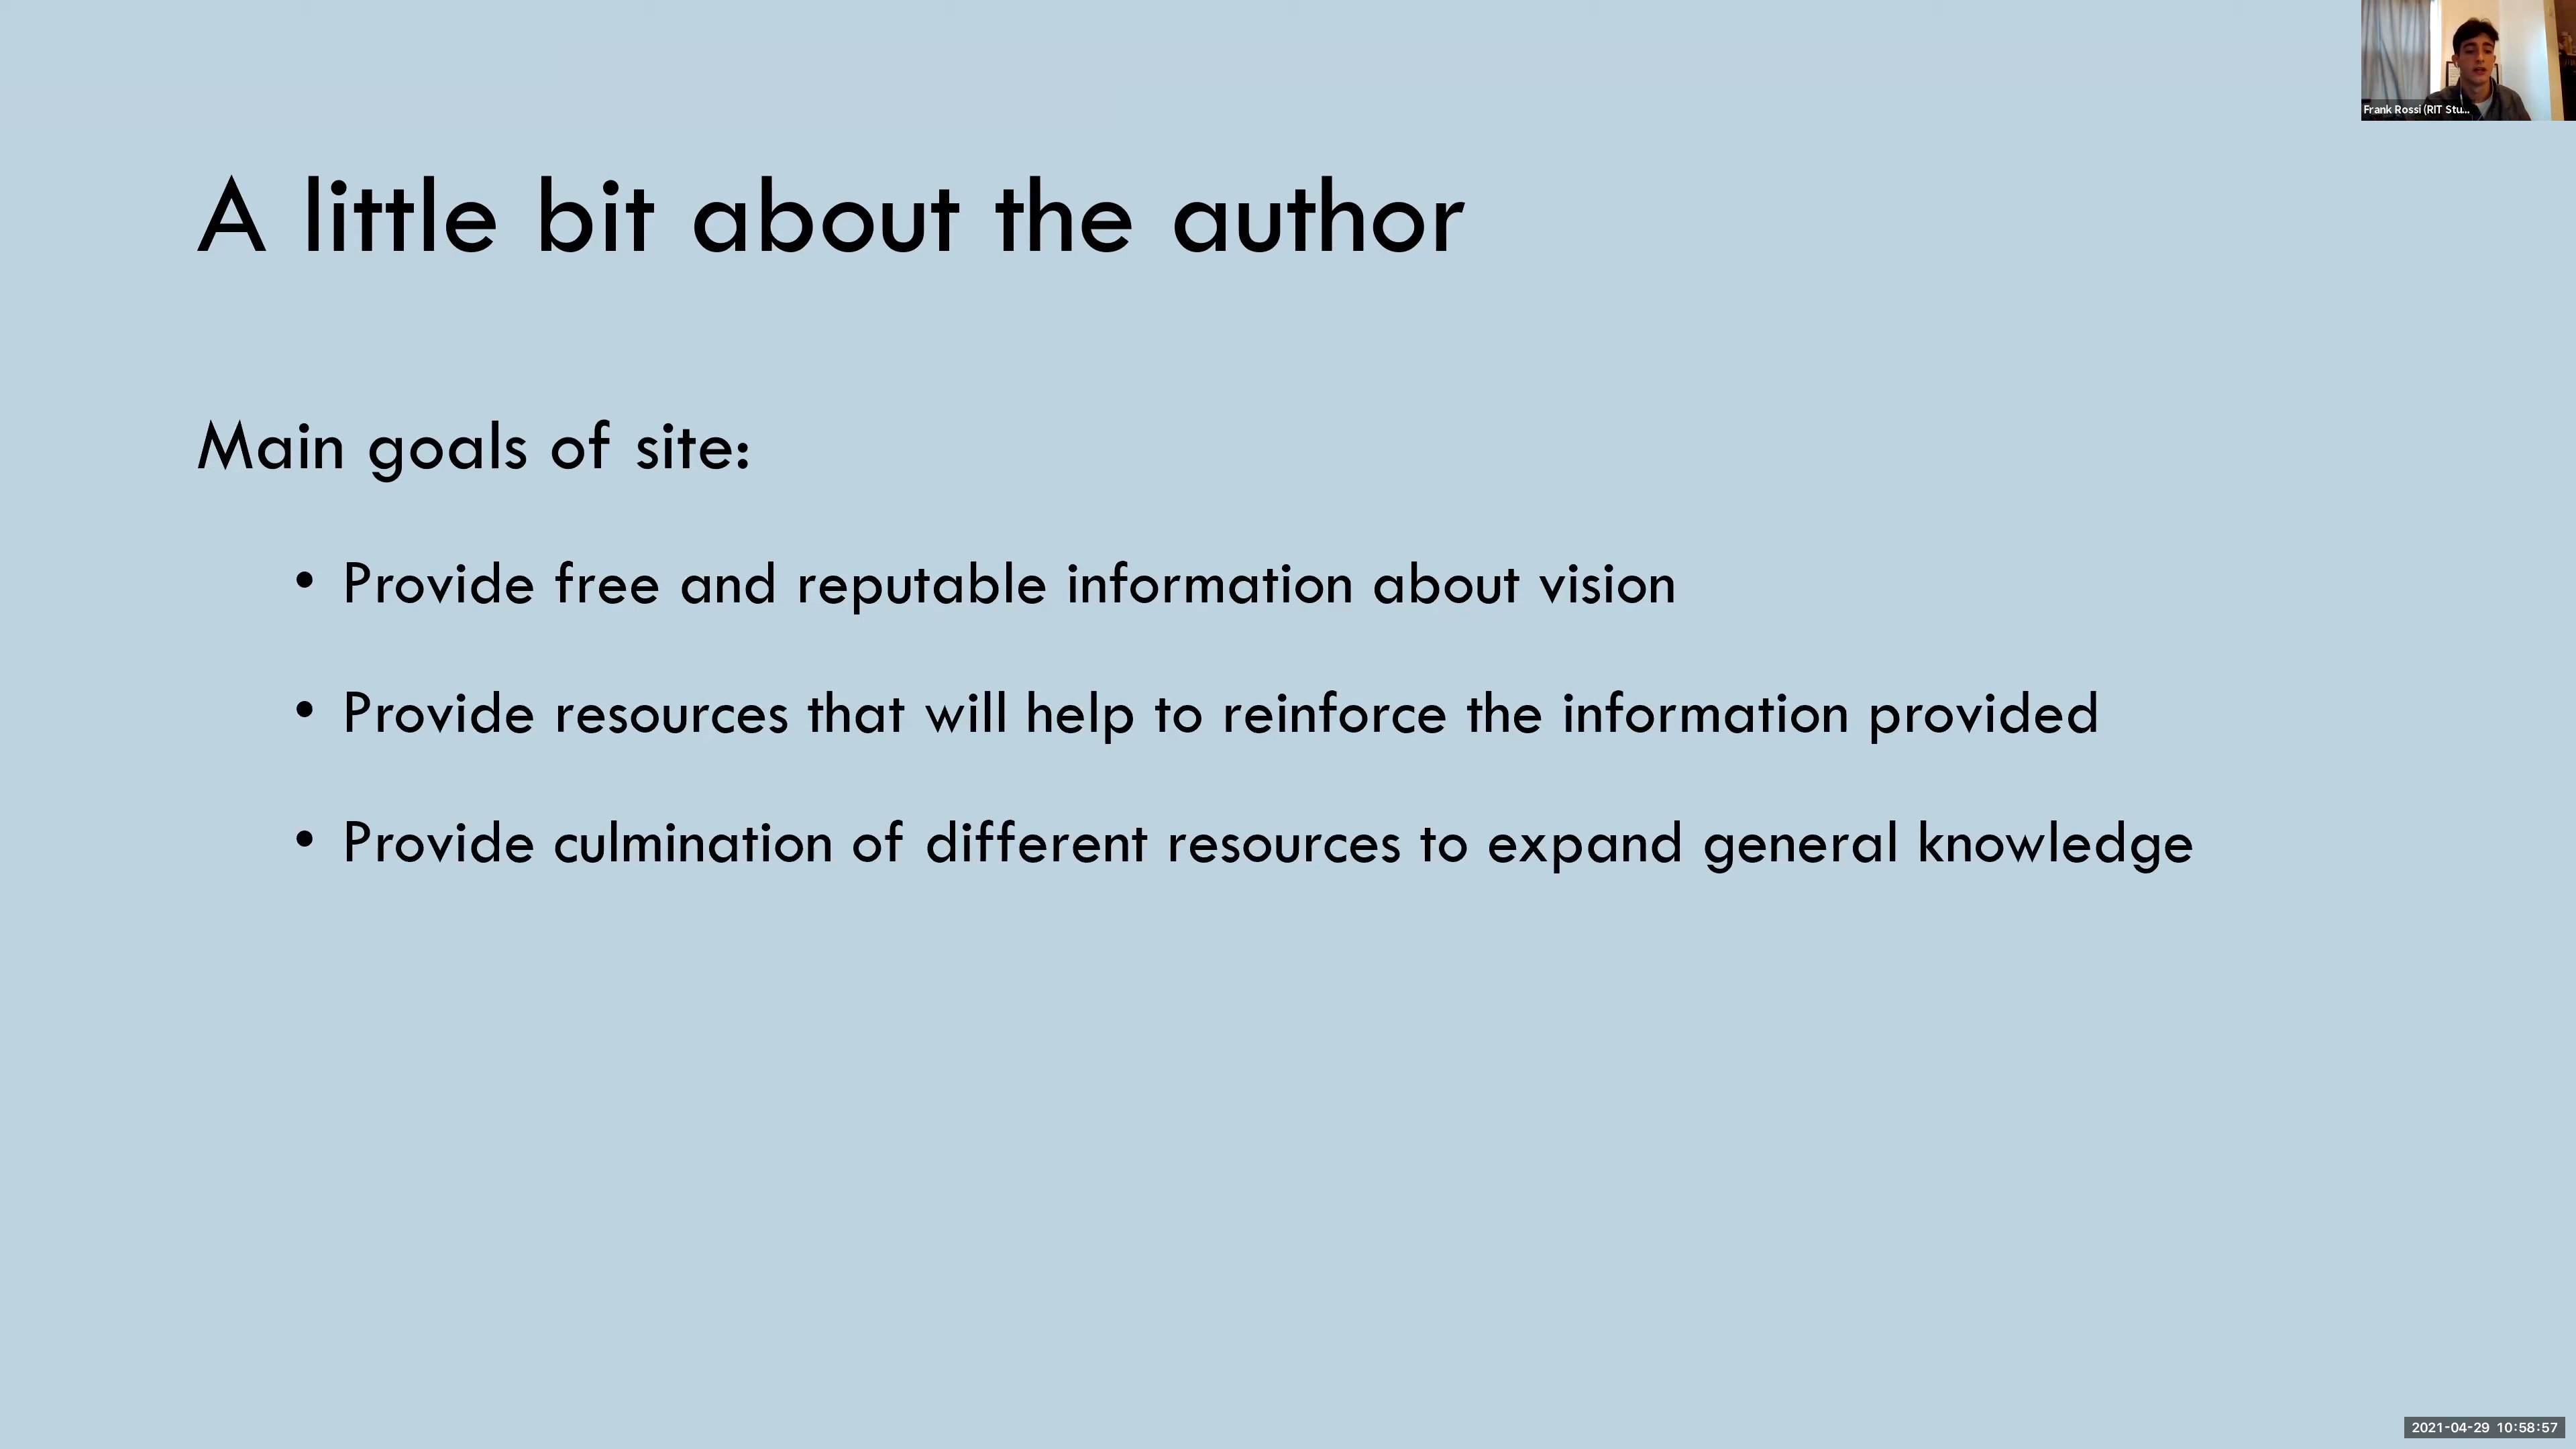 Frank Rossi (RIT Stu...
A little bit about the author
Main goals of site:
• Provide free and reputable information about vision
• Provide resources that will help to reinforce the information provided
• Provide culmination of different resources to expand general knowledge
2021-04-29 10:58:57